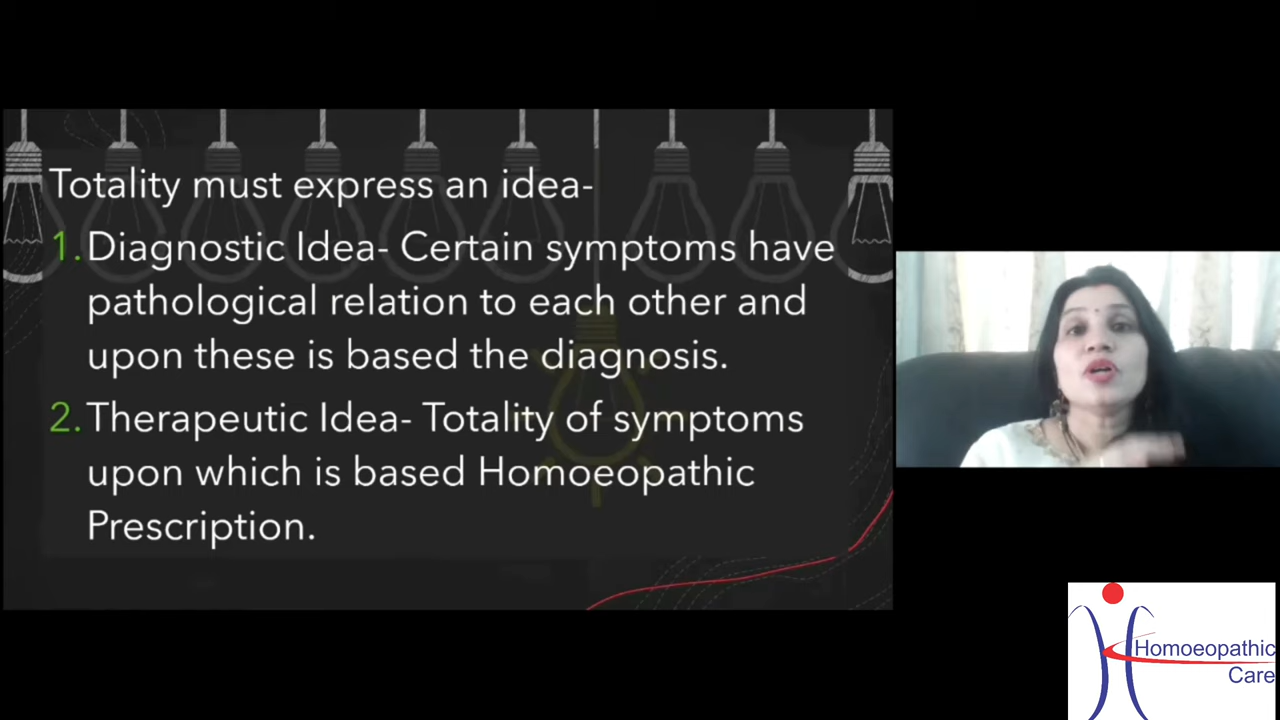 Totality must express an idea-
1. Diagnostic Idea- Certain symptoms have
pathological relation to each other and
upon these is based the diagnosis.
2. Therapeutic Idea- Totality of symptoms
upon which is based Homoeopathic
Prescription.
Homoeopathic
Care